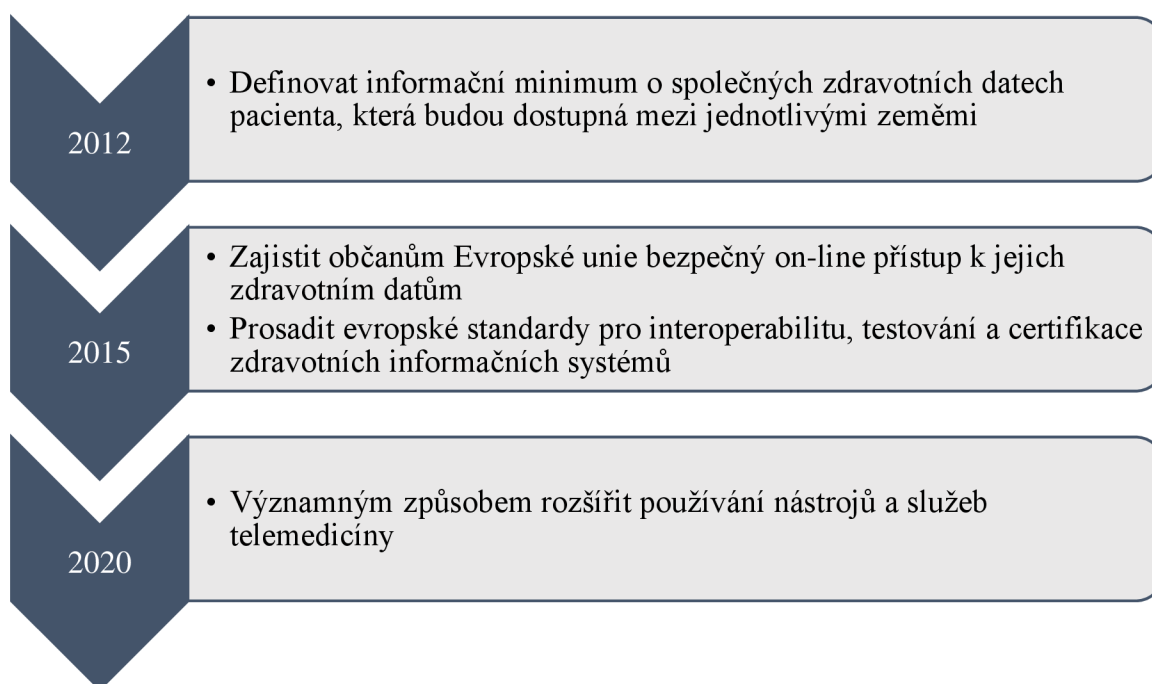 2012
• Definovat informační minimum o společných zdravotních datech
pacienta, která budou dostupná mezi jednotlivými zeměmi
2015
• Zajistit občanům Evropské unie bezpečný on-line přístup k jejich
zdravotním datům
• Prosadit evropské standardy pro interoperabilitu, testování a certifikace
zdravotních informačních systémů
2020
• Významným způsobem rozšířit používání nástrojů a služeb
telemedicíny